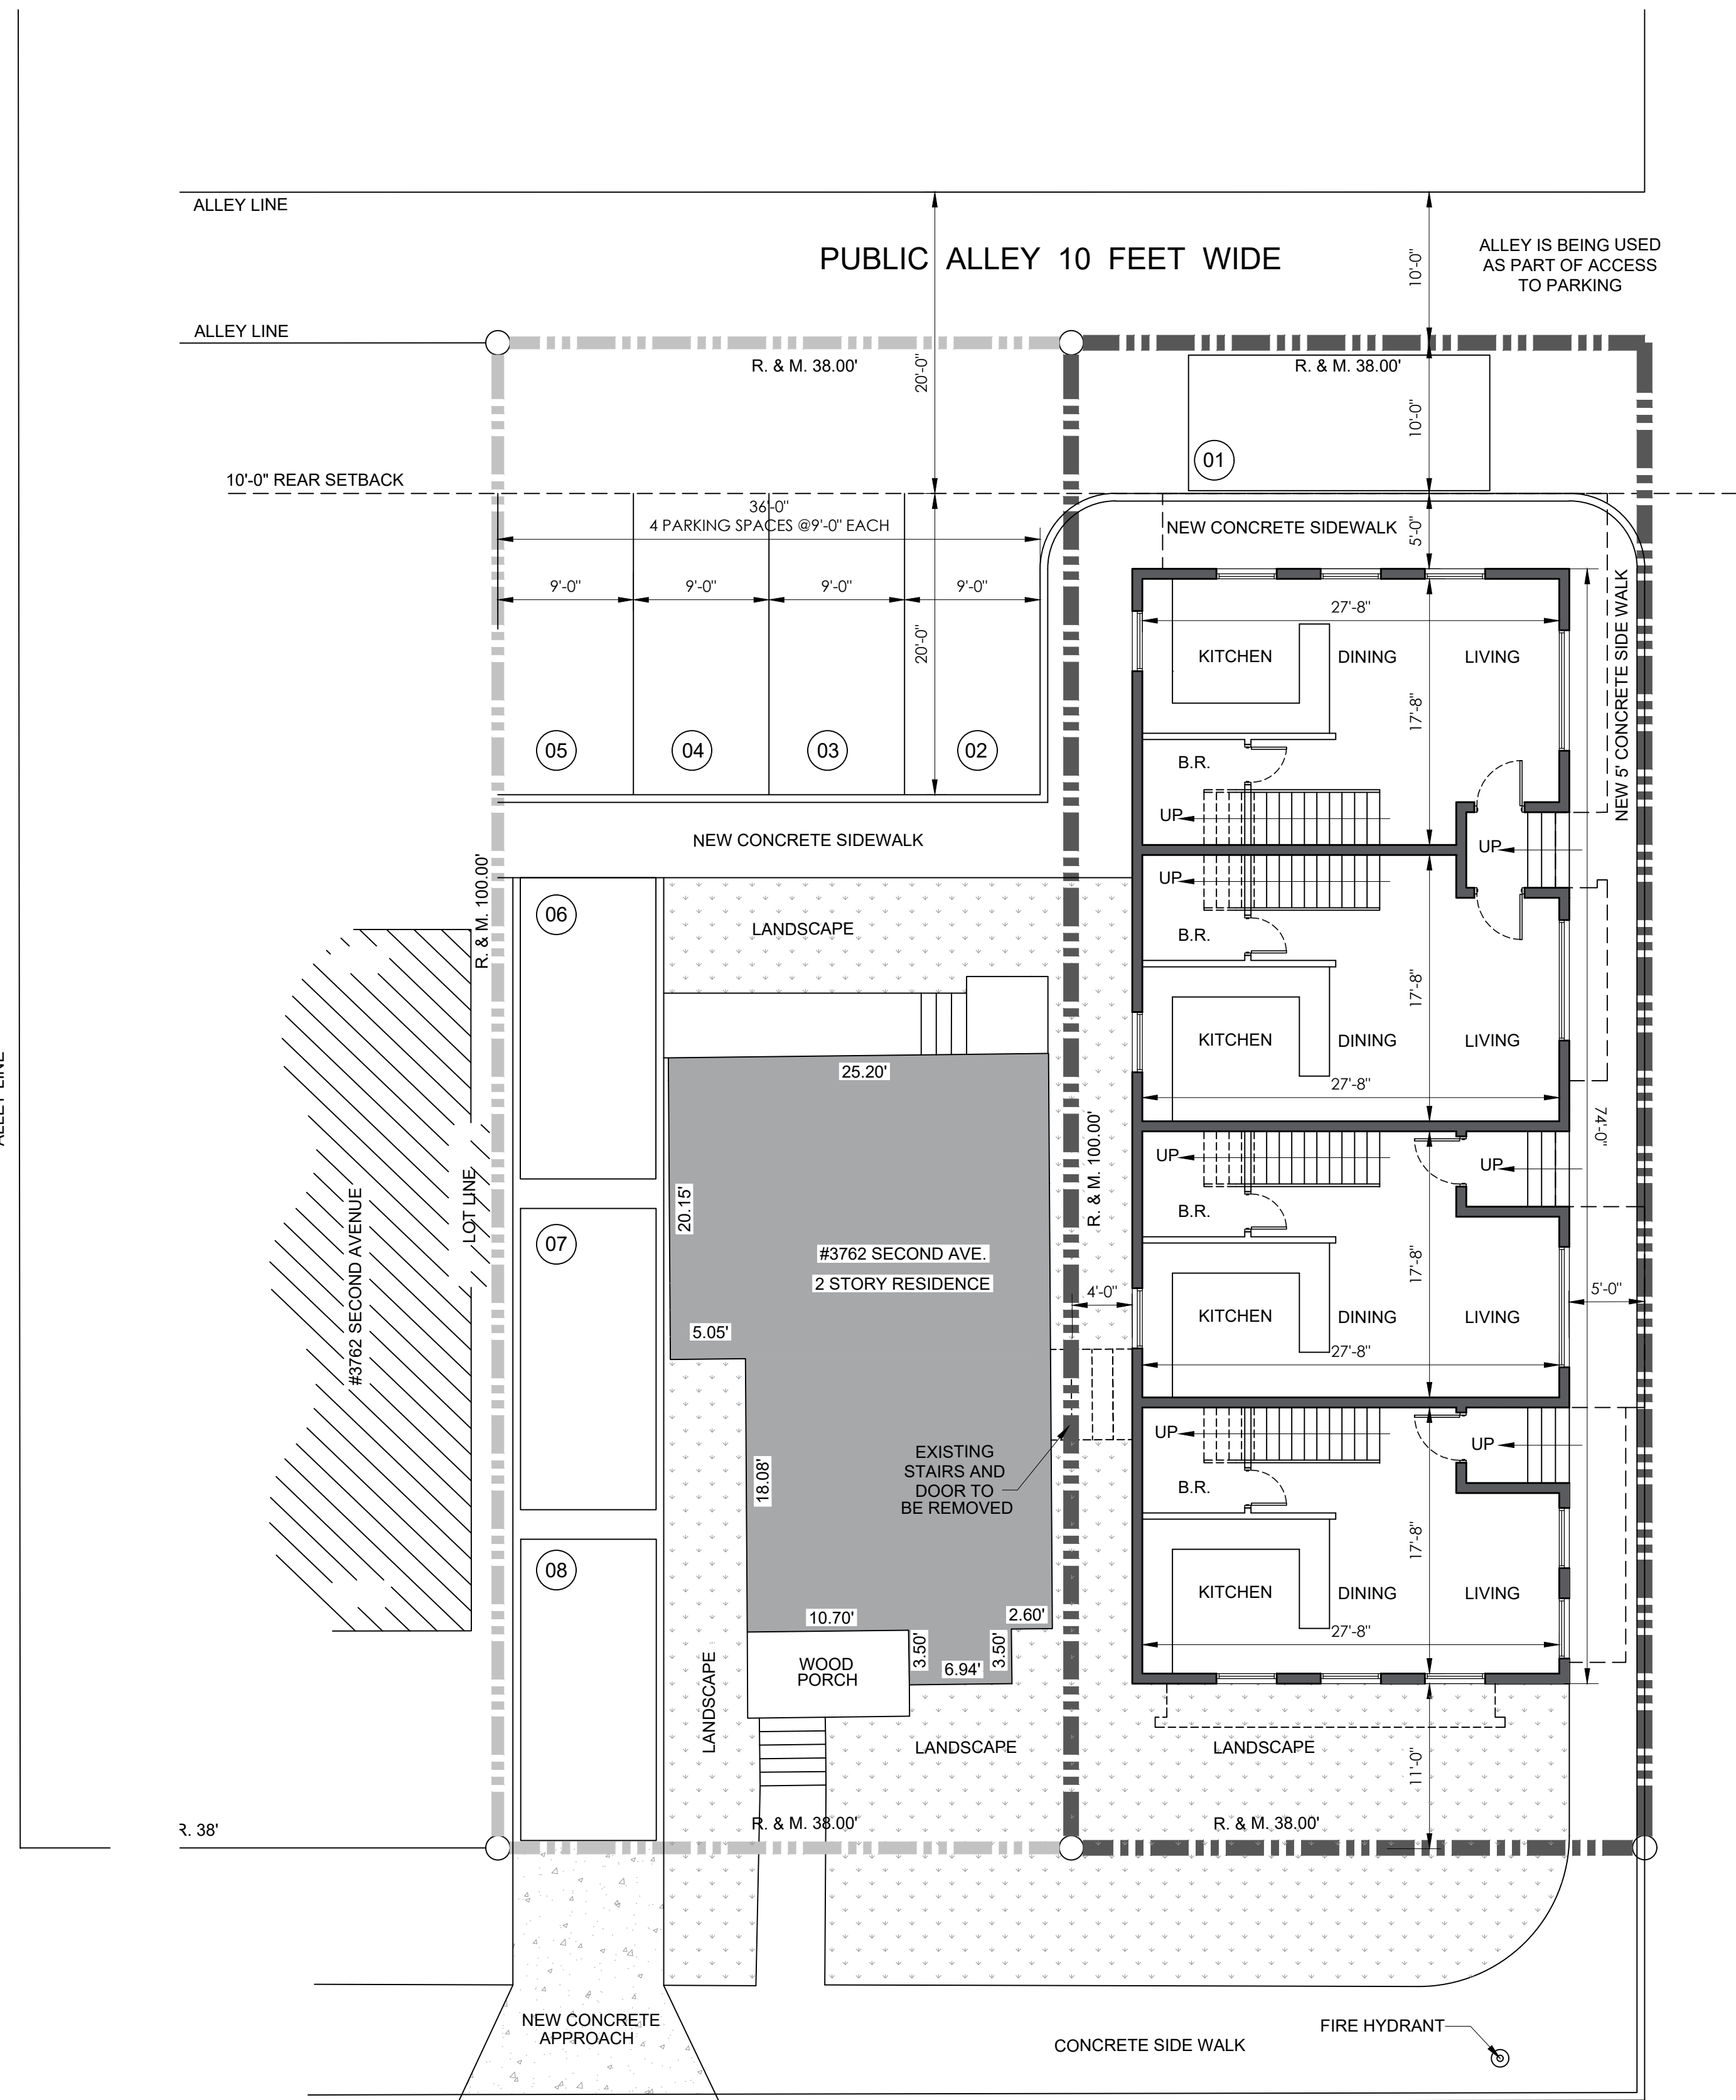 ALLEY LINE
PUBLIC ALLEY 10 FEET WIDE
10'-0"
ALLEY IS BEING USED
AS PART OF ACCESS
TO PARKING
ALLEY LINE
R. & M. 38.00'
20'-0"
R. & M. 38.00'
10'-0"
01
10'-0" REAR SETBACK
36'-0"
4 PARKING SPACES @9'-0" EACH
NEW CONCRETE SIDEWALK
5'-0"
9'-0"
9'-0"
9'-0"
9'-0"
20'-0"
27'-8"
NEW 5' CONCRETE SIDE WALK
KITCHEN
DINING
LIVING
17'-8"
05
04
03
02
B.R.
UP
UP
NEW CONCRETE SIDEWALK
R. & M. 100.00'
UP
06
LANDSCAPE
B.R.
17'-8"
KITCHEN
DINING
LIVING
ALLEY LINE
25.20'
27'-8"
R. & M. 100.00'
74'-0"
UP
UP
#3762 SECOND AVENUE
LOT LINE
20.15'
B.R.
07
#3762 SECOND AVE.
2 STORY RESIDENCE
17'-8"
4'-0"
5'-0"
5.05'
KITCHEN
DINING
LIVING
27'-8"
UP
UP
EXISTING
STAIRS AND
DOOR TO
BE REMOVED
18.08'
B.R.
17'-8"
08
KITCHEN
DINING
LIVING
10.70'
2.60'
27'-8"
3.50'
3.50'
6.94'
WOOD
PORCH
LANDSCAPE
LANDSCAPE
LANDSCAPE
11'-0"
R. 38'
R. & M. 38.00'
R. & M. 38.00'
NEW CONCRETE
APPROACH
FIRE HYDRANT
CONCRETE SIDE WALK